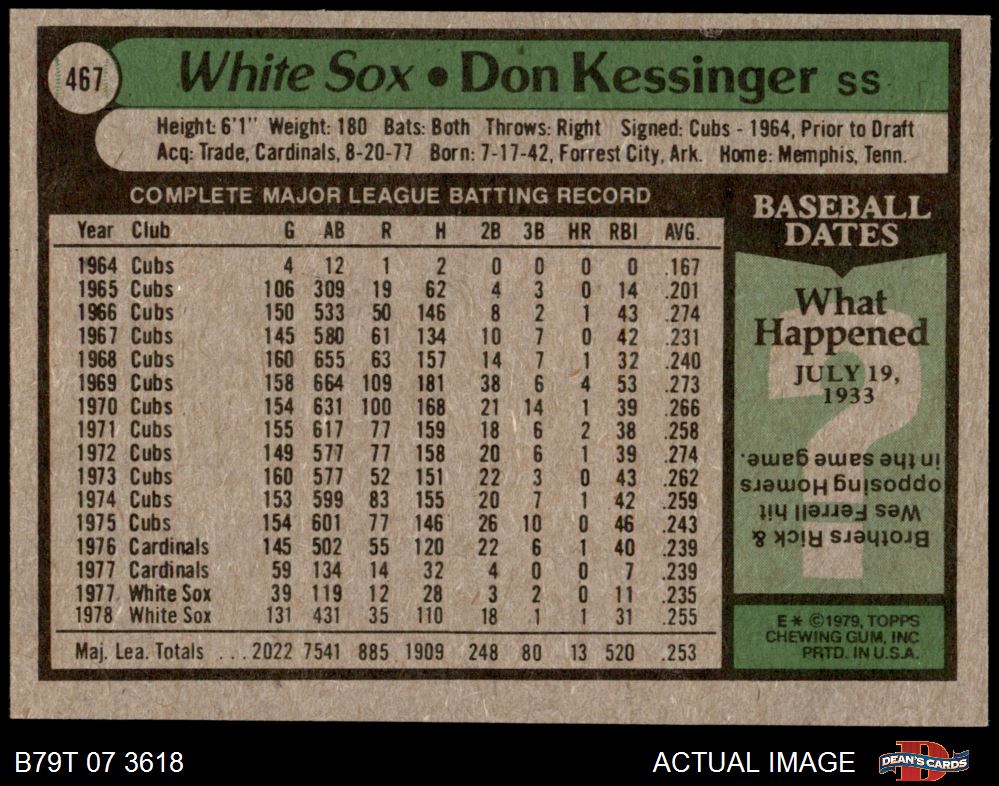 467
White Sox • Don Kessinger SS
Height: 6'1" Weight: 180 Bats: Both Throws: Right Signed: Cubs - 1964, Prior to Draft
Acq: Trade, Cardinals, 8-20-77 Born: 7-17-42, Forrest City, Ark. Home: Memphis, Tenn.
COMPLETE MAJOR LEAGUE BATTING RECORD
Year Club G AB R H 2B 3B HR RBI AVG.
1964 Cubs 4 12 1 2 0 0 0 0 .167
1965 Cubs 106 309 19 62 4 3 0 14 .201
1966 Cubs 150 533 50 146 8 2 1 43 .274
1967 Cubs 145 580 61 134 10 7 0 42 .231
1968 Cubs 160 655 63 157 14 7 1 32 .240
1969 Cubs 158 664 109 181 38 6 4 53 .273
1970 Cubs 154 631 100 168 21 14 1 39 .266
1971 Cubs 155 617 77 159 18 6 2 38 .258
1972 Cubs 149 577 77 158 20 6 1 39 .274
1973 Cubs 160 577 52 151 22 3 0 43 .262
1974 Cubs 153 599 83 155 20 7 1 42 .259
1975 Cubs 154 601 77 146 26 10 0 46 .243
1976 Cardinals 145 502 55 120 22 6 1 40 .239
1977 Cardinals 59 134 14 32 4 0 0 7 .239
1977 White Sox 39 119 12 28 3 2 0 11 .235
1978 White Sox 131 431 35 110 18 1 1 31 .255
Maj. Lea. Totals ...2022 7541 885 1909 248 80 13 520 .253
BASEBALL
DATES
What
Happened
JULY 19,
1933
Brothers Rick &
Wes Ferrell hit
opposing Homers
in the same game.
E * ©1979, TOPPS
CHEWING GUM, INC
PRTD. IN U.S.A.
B79T 07 3618
ACTUAL IMAGE
D
DEAN'S CARDS